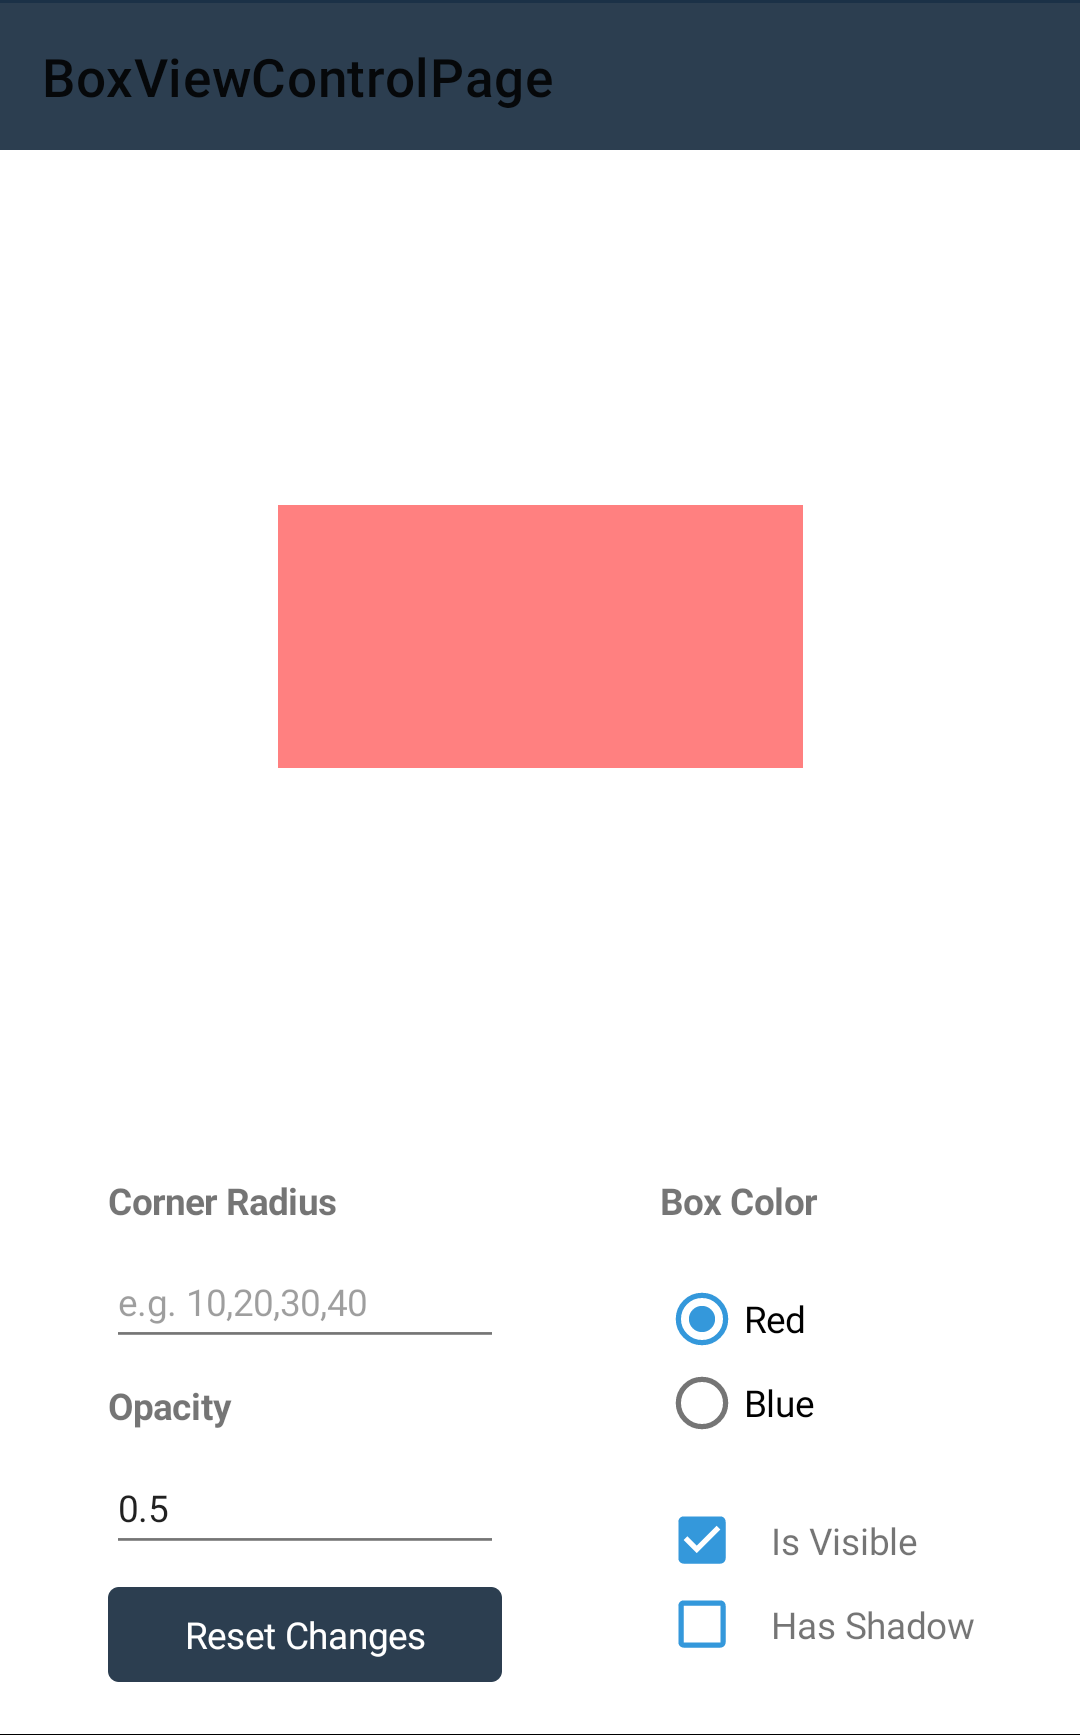 BoxViewControlPage
Corner Radius
e.g. 10,20,30,40
Opacity
0.5
Reset Changes
Box Color
Red
Blue
Is Visible
Has Shadow